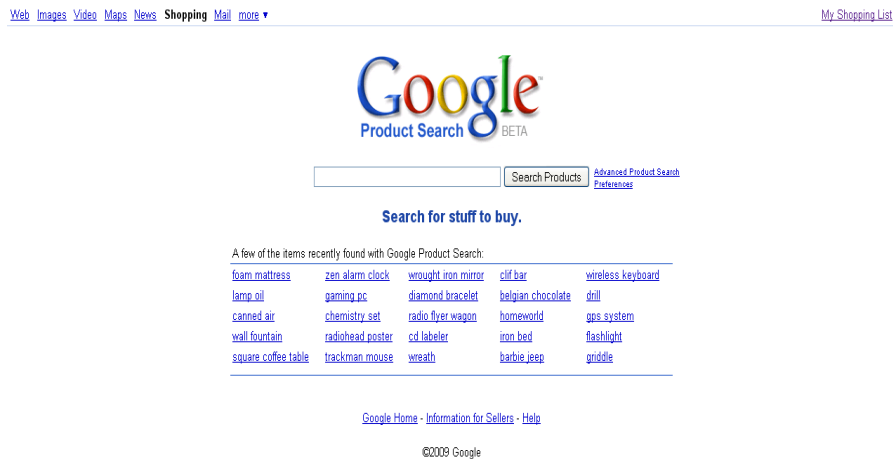 Web Images Video Maps News Shopping Mail more ▼ My Shopping List
Google™
Product Search BETA
Search Products Advanced Product Search
Preferences
Search for stuff to buy.
A few of the items recently found with Google Product Search:
foam mattress zen alarm clock wrought iron mirror clif bar wireless keyboard
lamp oil gaming pc diamond bracelet belgian chocolate drill
canned air chemistry set radio flyer wagon homeworld gps system
wall fountain radiohead poster cd labeler iron bed flashlight
square coffee table trackman mouse wreath barbie jeep griddle
Google Home - Information for Sellers - Help
©2009 Google